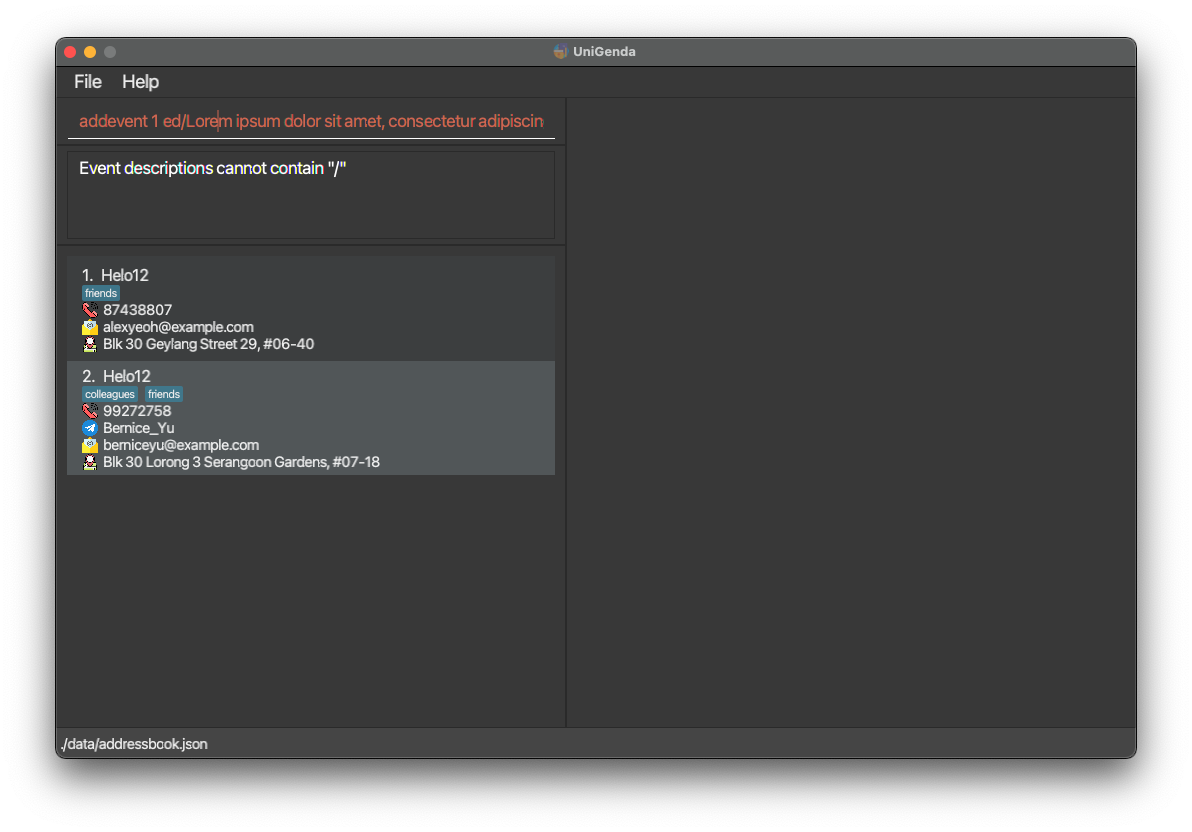 UniGenda
File Help
addevent 1 ed/Lorem ipsum dolor sit amet, consectetur adipiscin
Event descriptions cannot contain "/"
1. Helo12
friends
87438807
alexyeoh@example.com
Blk 30 Geylang Street 29, #06-40
2. Helo12
colleagues friends
99272758
Bernice_Yu
berniceyu@example.com
Blk 30 Lorong 3 Serangoon Gardens, #07-18
./data/addressbook.json